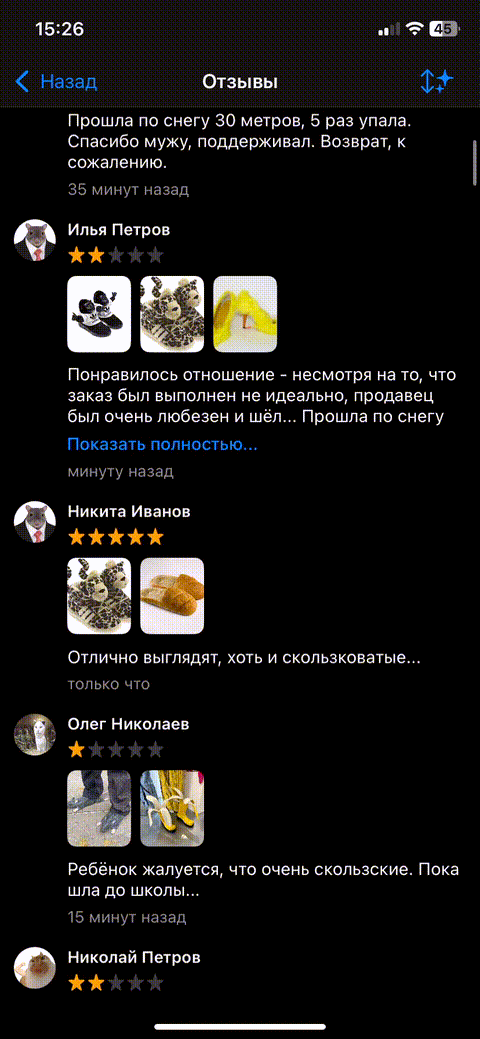 15:26
45
Назад
Отзывы
Прошла по снегу 30 метров, 5 раз упала.
Спасибо мужу, поддерживал. Возврат, к
сожалению.
35 минут назад
Илья Петров
Понравилось отношение - несмотря на то, что
заказ был выполнен не идеально, продавец
был очень любезен и шёл... Прошла по снегу
Показать полностью...
минуту назад
Никита Иванов
Отлично выглядят, хоть и скользковатые...
только что
Олег Николаев
Ребёнок жалуется, что очень скользские. Пока
шла до школы...
15 минут назад
Николай Петров